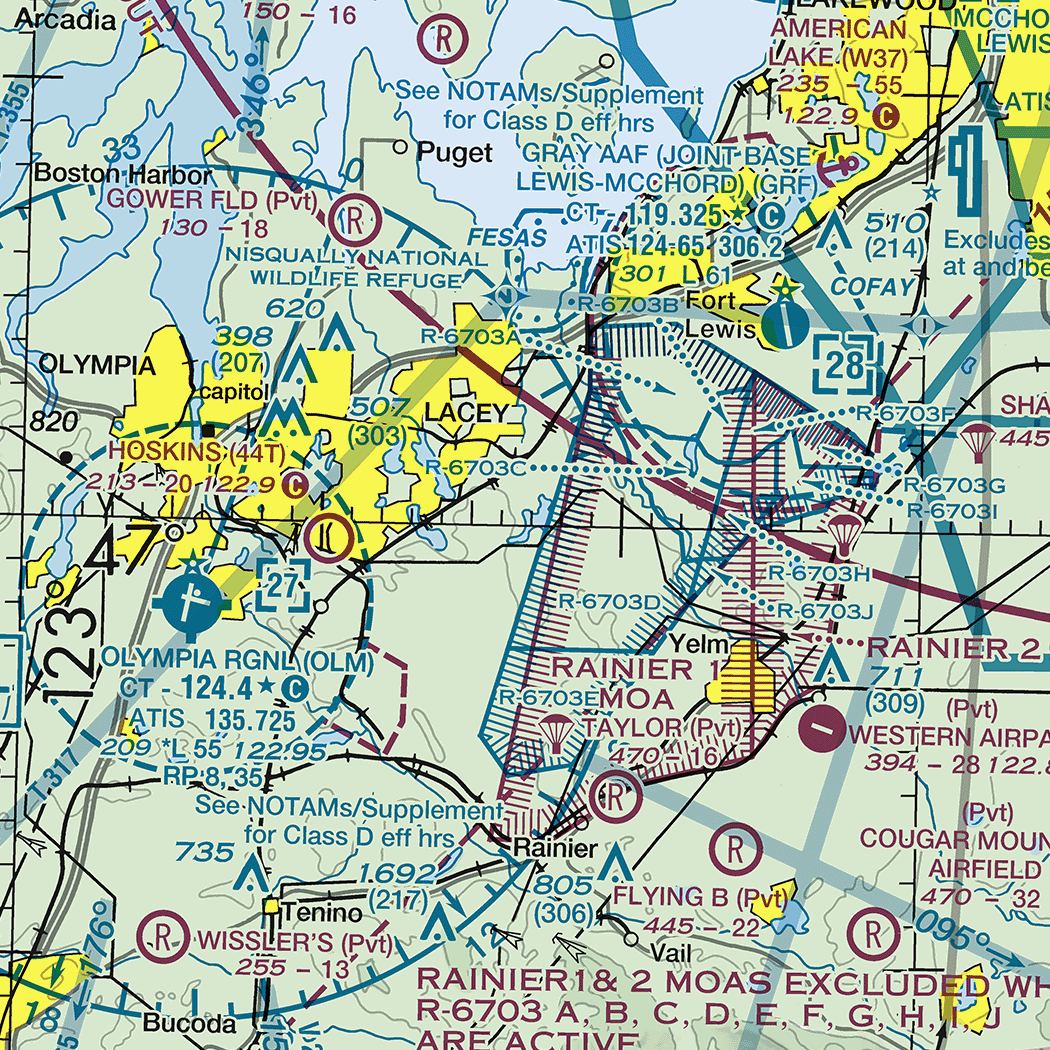 Arcadia
150 - 16
R
LAKEWOOD
AMERICAN
LAKE (W37)
235 - 55
122.9 C
MCCHO
LEWIS
ATIS
346°
355
See NOTAMs/Supplement
for Class D eff hrs
Puget
33
0
Boston Harbor
GOWER FLD (Pvt)
130 - 18
R
GRAY AAF (JOINT BASE
LEWIS-MCCHORD) (GRF)
CT - 119.325 ★ C
ATIS 124.65 306.2
301 L 61
FESAS
510
(214)
Excludes
at and be
COFAY
NISQUALLY NATIONAL
WILDLIFE REFUGE
620
398
(207)
R-6703A
R-6703B
Fort
Lewis
28
OLYMPIA
capitol
820
507
(303)
LACEY
R-6703F
SHA
445
HOSKINS (44T)
213 - 20 122.9 C
R-6703C
R-6703G
R-6703I
47
123
27
R-6703H
R-6703D
R-6703J
Yelm
RAINIER 2
711
(309)
OLYMPIA RGNL (OLM)
CT - 124.4 ★ C
ATIS 135.725
209 *L 55 122.95
RP 8, 35
RAINIER 1
MOA
R-6703E
TAYLOR (Pvt)
470 - 16
R
(Pvt)
WESTERN AIRPA
394 - 28 122.8
T 317
See NOTAMs/Supplement
for Class D eff hrs
Rainier
R
(Pvt)
COUGAR MOUN
AIRFIELD
470 - 32
735
1692
(217)
805
(306)
FLYING B (Pvt)
445 - 22
Tenino
R
WISSLER'S (Pvt)
255 - 13
12
Vail
R
095°
176°
18
Bucoda
RAINIER 1 & 2 MOAS EXCLUDED WH
R-6703 A, B, C, D, E, F, G, H, I, J
ARE ACTIVE